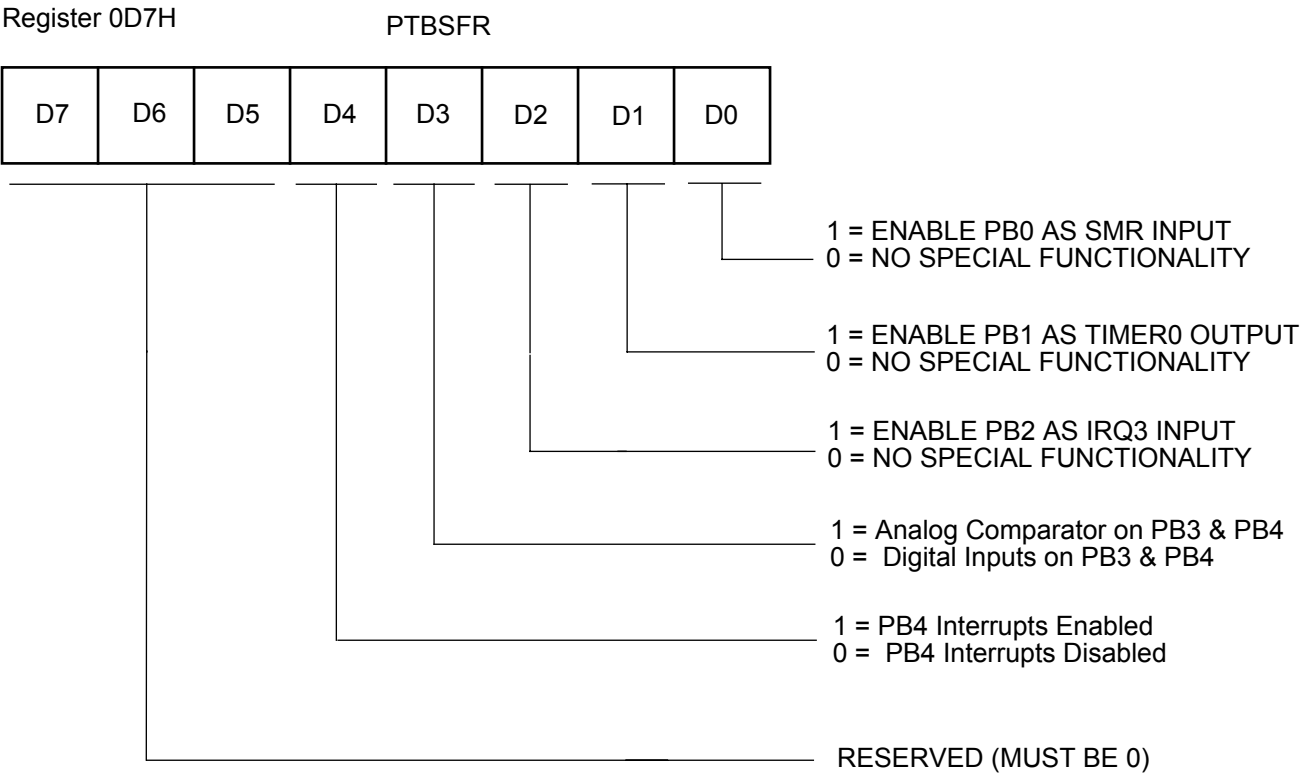 Register 0D7H
PTBSFR
D7 D6 D5 D4 D3 D2 D1 D0
1 = ENABLE PB0 AS SMR INPUT
0 = NO SPECIAL FUNCTIONALITY
1 = ENABLE PB1 AS TIMER0 OUTPUT
0 = NO SPECIAL FUNCTIONALITY
1 = ENABLE PB2 AS IRQ3 INPUT
0 = NO SPECIAL FUNCTIONALITY
1 = Analog Comparator on PB3 & PB4
0 = Digital Inputs on PB3 & PB4
1 = PB4 Interrupts Enabled
0 = PB4 Interrupts Disabled
RESERVED (MUST BE 0)